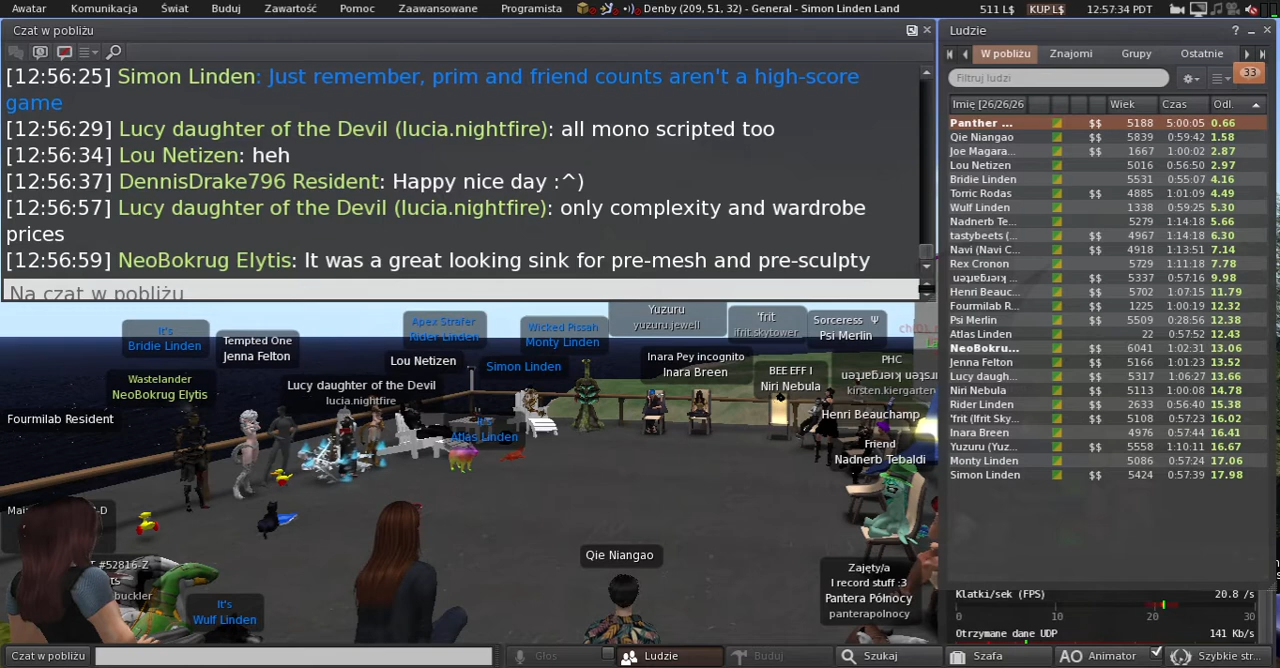 Awatar Komunikacja Świat Buduj Zawartość Pomoc Zaawansowane Programista Denby (209, 51, 32) - General - Simon Linden Land 511 L$ KUP L$ 12:57:34 PDT
Czat w pobliżu
[12:56:25] Simon Linden: Just remember, prim and friend counts aren't a high-score
game
[12:56:29] Lucy daughter of the Devil (lucia.nightfire): all mono scripted too
[12:56:34] Lou Netizen: heh
[12:56:37] DennisDrake796 Resident: Happy nice day :^)
[12:56:57] Lucy daughter of the Devil (lucia.nightfire): only complexity and wardrobe
prices
[12:56:59] NeoBokrug Elytis: It was a great looking sink for pre-mesh and pre-sculpty
Na czat w pobliżu
It's
Bridie Linden
Tempted One
Jenna Felton
Apex Strafer
Rider Linden
Lou Netizen
Wicked Pissah
Monty Linden
Simon Linden
Yuzuru
yuzuru.jewell
'frit
ifrit.skytower
Sorceress Ψ
Psi Merlin
Inara Pey incognito
Inara Breen
BEE EFF I
Niri Nebula
PHC
kirsten.kiergarten
Wastelander
NeoBokrug Elytis
Lucy daughter of the Devil
lucia.nightfire
Fourmilab Resident
It's
Atlas Linden
Henri Beauchamp
Friend
Nadnerb Tebaldi
Qie Niangao
Zajęty/a
I record stuff :3
Pantera Północy
panterapolnocy
#52816-Z
buckler
It's
Wulf Linden
Ludzie
W pobliżu Znajomi Grupy Ostatnie
33
Filtruj ludzi
Imię [26/26/26 Wiek Czas Odl.
Panther ... $$ 5188 5:00:05 0.66
Qie Niangao $$ 5839 0:59:42 1.58
Joe Magara... $$ 1667 1:00:02 2.87
Lou Netizen 5016 0:56:50 2.97
Bridie Linden 5531 0:55:07 4.16
Torric Rodas $$ 4885 1:01:09 4.49
Wulf Linden 1338 0:59:25 5.30
Nadnerb Te... 5279 1:14:18 5.66
tastybeets (... $$ 4967 1:14:18 6.30
Navi (Navi C... $$ 4918 1:13:51 7.14
Rex Cronon 5729 1:11:18 7.78
$$ 5337 0:57:16 9.98
Henri Beauc... $$ 5702 1:07:15 11.79
Fourmilab R... 1225 1:00:19 12.32
Psi Merlin $$ 5509 0:28:56 12.38
Atlas Linden 22 0:57:52 12.43
NeoBokru... $$ 6041 1:02:31 13.06
Jenna Felton $$ 5166 1:01:23 13.52
Lucy daugh... $$ 5317 1:06:27 13.66
Niri Nebula $$ 5113 1:00:08 14.78
Rider Linden $$ 2633 0:56:40 15.38
'frit (Ifrit Sky... $$ 5108 0:57:23 16.02
Inara Breen 4976 0:57:44 16.41
Yuzuru (Yuz... $$ 5558 1:10:11 16.67
Monty Linden 5086 0:57:24 17.06
Simon Linden $$ 5424 0:57:39 17.98
Klatki/sek (FPS) 20.8 /s
0 10 20 30
Otrzymane dane UDP 141 Kb/s
Czat w pobliżu Głos Ludzie Buduj Szukaj Szafa AO Animator Szybkie str...